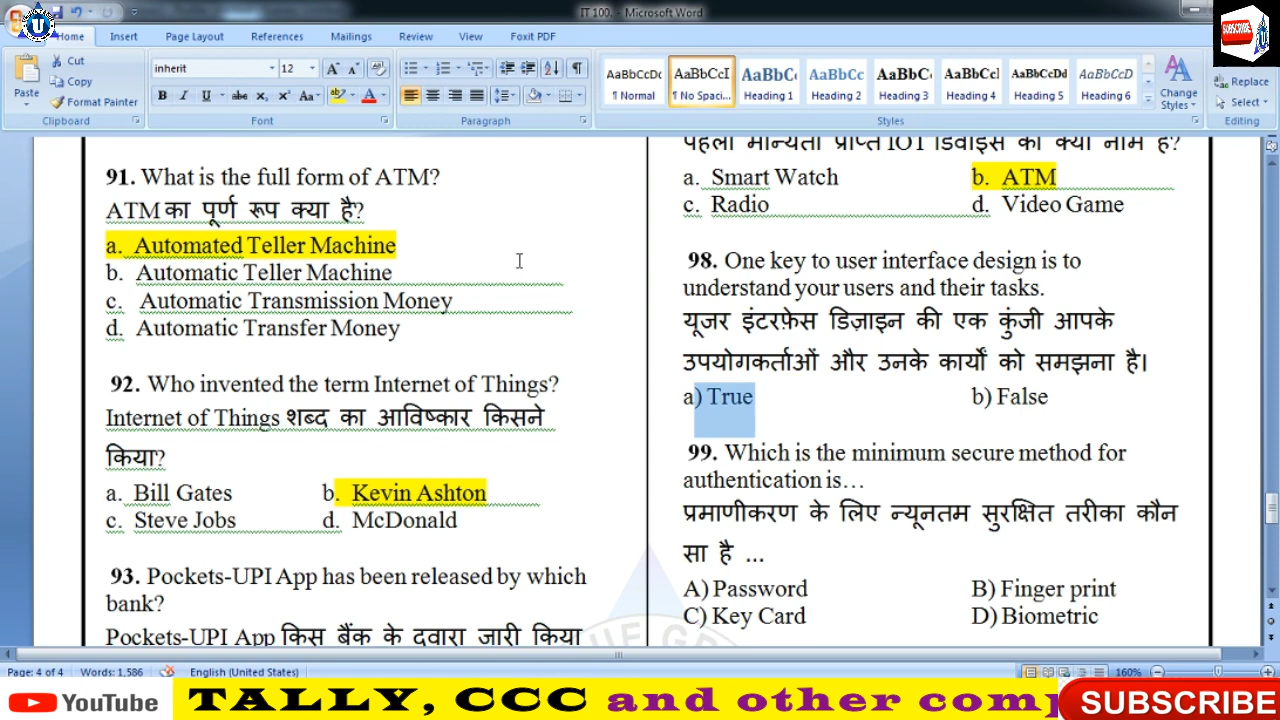 IT 100. - Microsoft Word
SUBSCRIBE
Home Insert Page Layout References Mailings Review View Foxit PDF
Paste
Cut
Copy
Format Painter
Clipboard
inherit 12
Font
Paragraph
AaBbCcDc AaBbCcI AaBbC AaBbCc AaBbCc AaBbCcl AaBbCcDd AaBbCcD
¶ Normal ¶ No Spaci... Heading 1 Heading 2 Heading 3 Heading 4 Heading 5 Heading 6
Change Styles
Styles
Replace
Select
Editing
91. What is the full form of ATM?
ATM का पूर्ण रूप क्या है?
a. Automated Teller Machine
b. Automatic Teller Machine
c. Automatic Transmission Money
d. Automatic Transfer Money
92. Who invented the term Internet of Things?
Internet of Things शब्द का आविष्कार किसने
किया?
a. Bill Gates b. Kevin Ashton
c. Steve Jobs d. McDonald
93. Pockets-UPI App has been released by which
bank?
Pockets-UPI App किस बैंक के द्वारा जारी किया
पहला मान्यता प्राप्त IOT डिवाइस का क्या नाम है?
a. Smart Watch b. ATM
c. Radio d. Video Game
98. One key to user interface design is to
understand your users and their tasks.
यूजर इंटरफ़ेस डिज़ाइन की एक कुंजी आपके
उपयोगकर्ताओं और उनके कार्यों को समझना है।
a) True b) False
99. Which is the minimum secure method for
authentication is…
प्रमाणीकरण के लिए न्यूनतम सुरक्षित तरीका कौन
सा है ...
A) Password B) Finger print
C) Key Card D) Biometric
Page: 4 of 4 Words: 1,586 English (United States) 160%
YouTube TALLY, CCC and other comp SUBSCRIBE